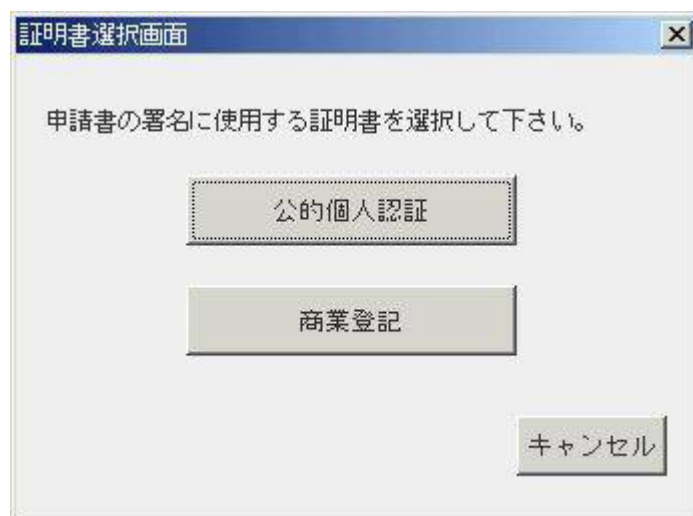 証明書選択画面
申請書の署名に使用する証明書を選択して下さい。
公的個人認証
商業登記
キャンセル